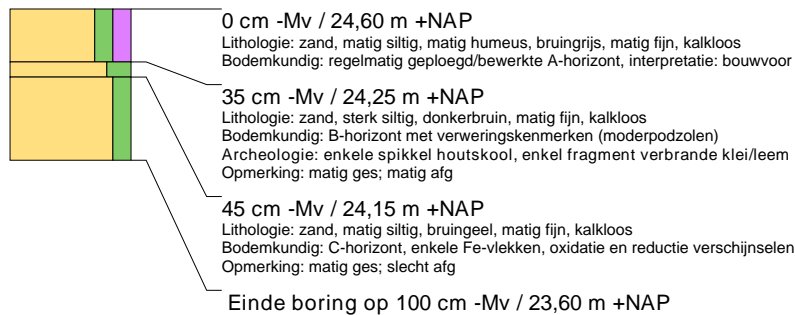 0 cm -Mv / 24,60 m +NAP
Lithologie: zand, matig siltig, matig humeus, bruingrijs, matig fijn, kalkloos
Bodemkundig: regelmatig geploegd/bewerkte A-horizont, interpretatie: bouwvoor
35 cm -Mv / 24,25 m +NAP
Lithologie: zand, sterk siltig, donkerbruin, matig fijn, kalkloos
Bodemkundig: B-horizont met verweringskenmerken (moderpodzolen)
Archeologie: enkele spikkel houtskool, enkel fragment verbrande klei/leem
Opmerking: matig ges; matig afg
45 cm -Mv / 24,15 m +NAP
Lithologie: zand, matig siltig, bruingeel, matig fijn, kalkloos
Bodemkundig: C-horizont, enkele Fe-vlekken, oxidatie en reductie verschijnselen
Opmerking: matig ges; slecht afg
Einde boring op 100 cm -Mv / 23,60 m +NAP